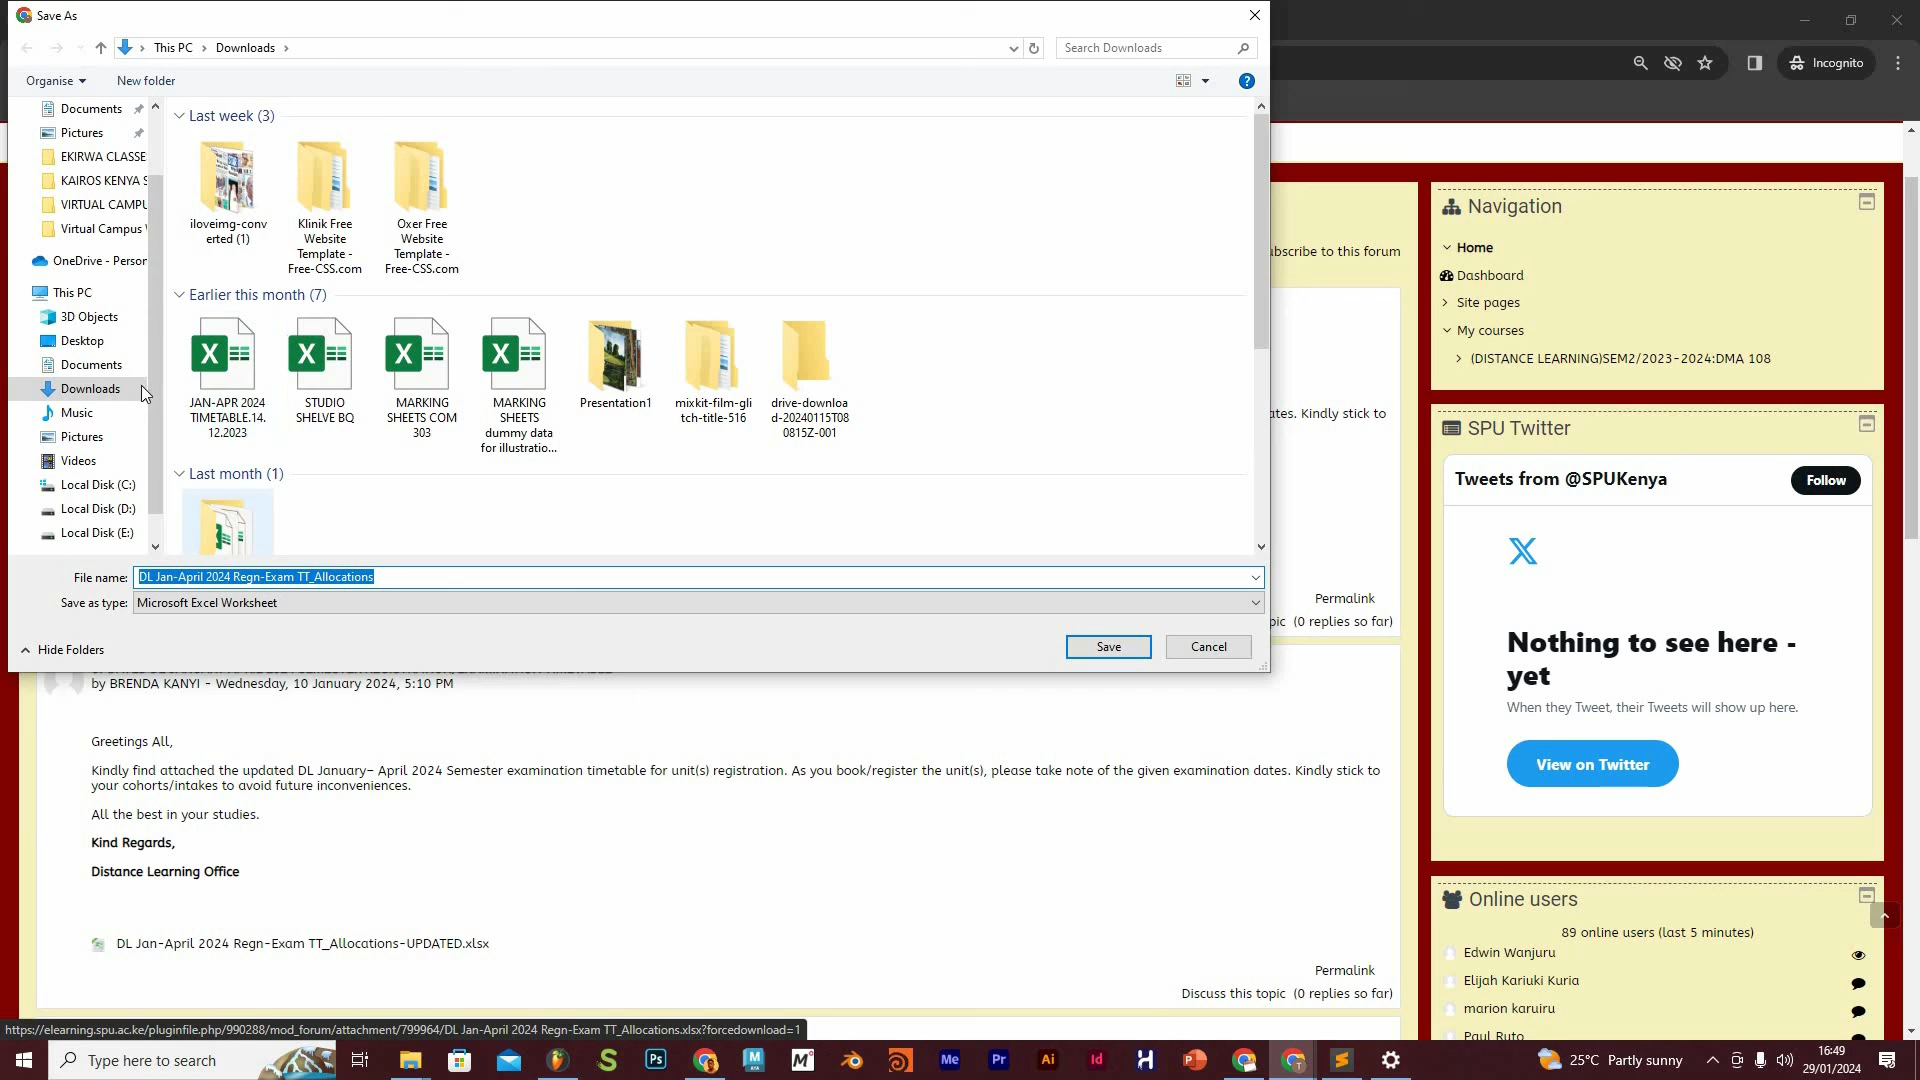 Save As
This PC
Downloads
Search Downloads
Incognito
Organise
New folder
Documents
Pictures
EKIRWA CLASSE
KAIROS KENYA S
VIRTUAL CAMPU
Virtual Campus
OneDrive - Person
This PC
3D Objects
Desktop
Documents
Downloads
Music
Pictures
Videos
Local Disk (C:)
Local Disk (D:)
Local Disk (E:)
Last week (3)
iloveimg-conv
erted (1)
Klinik Free
Website
Template -
Free-CSS.com
Oxer Free
Website
Template -
Free-CSS.com
Earlier this month (7)
JAN-APR 2024
TIMETABLE.14.
12.2023
STUDIO
SHELVE BQ
MARKING
SHEETS COM
303
MARKING
SHEETS
dummy data
for illustratio...
Presentation1
mixkit-film-gli
tch-title-516
drive-downloa
d-20240115T08
0815Z-001
Last month (1)
File name: DL Jan-April 2024 Regn-Exam TT_Allocations
Save as type: Microsoft Excel Worksheet
Hide Folders
Save
Cancel
ubscribe to this forum
ates. Kindly stick to
Permalink
pic (0 replies so far)
by BRENDA KANYI - Wednesday, 10 January 2024, 5:10 PM
Greetings All,
Kindly find attached the updated DL January– April 2024 Semester examination timetable for unit(s) registration. As you book/register the unit(s), please take note of the given examination dates. Kindly stick to
your cohorts/intakes to avoid future inconveniences.
All the best in your studies.
Kind Regards,
Distance Learning Office
DL Jan-April 2024 Regn-Exam TT_Allocations-UPDATED.xlsx
Permalink
Discuss this topic (0 replies so far)
Navigation
Home
Dashboard
Site pages
My courses
(DISTANCE LEARNING)SEM2/2023-2024:DMA 108
SPU Twitter
Tweets from @SPUKenya
Follow
Nothing to see here -
yet
When they Tweet, their Tweets will show up here.
View on Twitter
Online users
89 online users (last 5 minutes)
Edwin Wanjuru
Elijah Kariuki Kuria
marion karuiru
Paul Ruto
https://elearning.spu.ac.ke/pluginfile.php/990288/mod_forum/attachment/799964/DL Jan-April 2024 Regn-Exam TT_Allocations.xlsx?forcedownload=1
Type here to search
25°C Partly sunny
16:49
29/01/2024